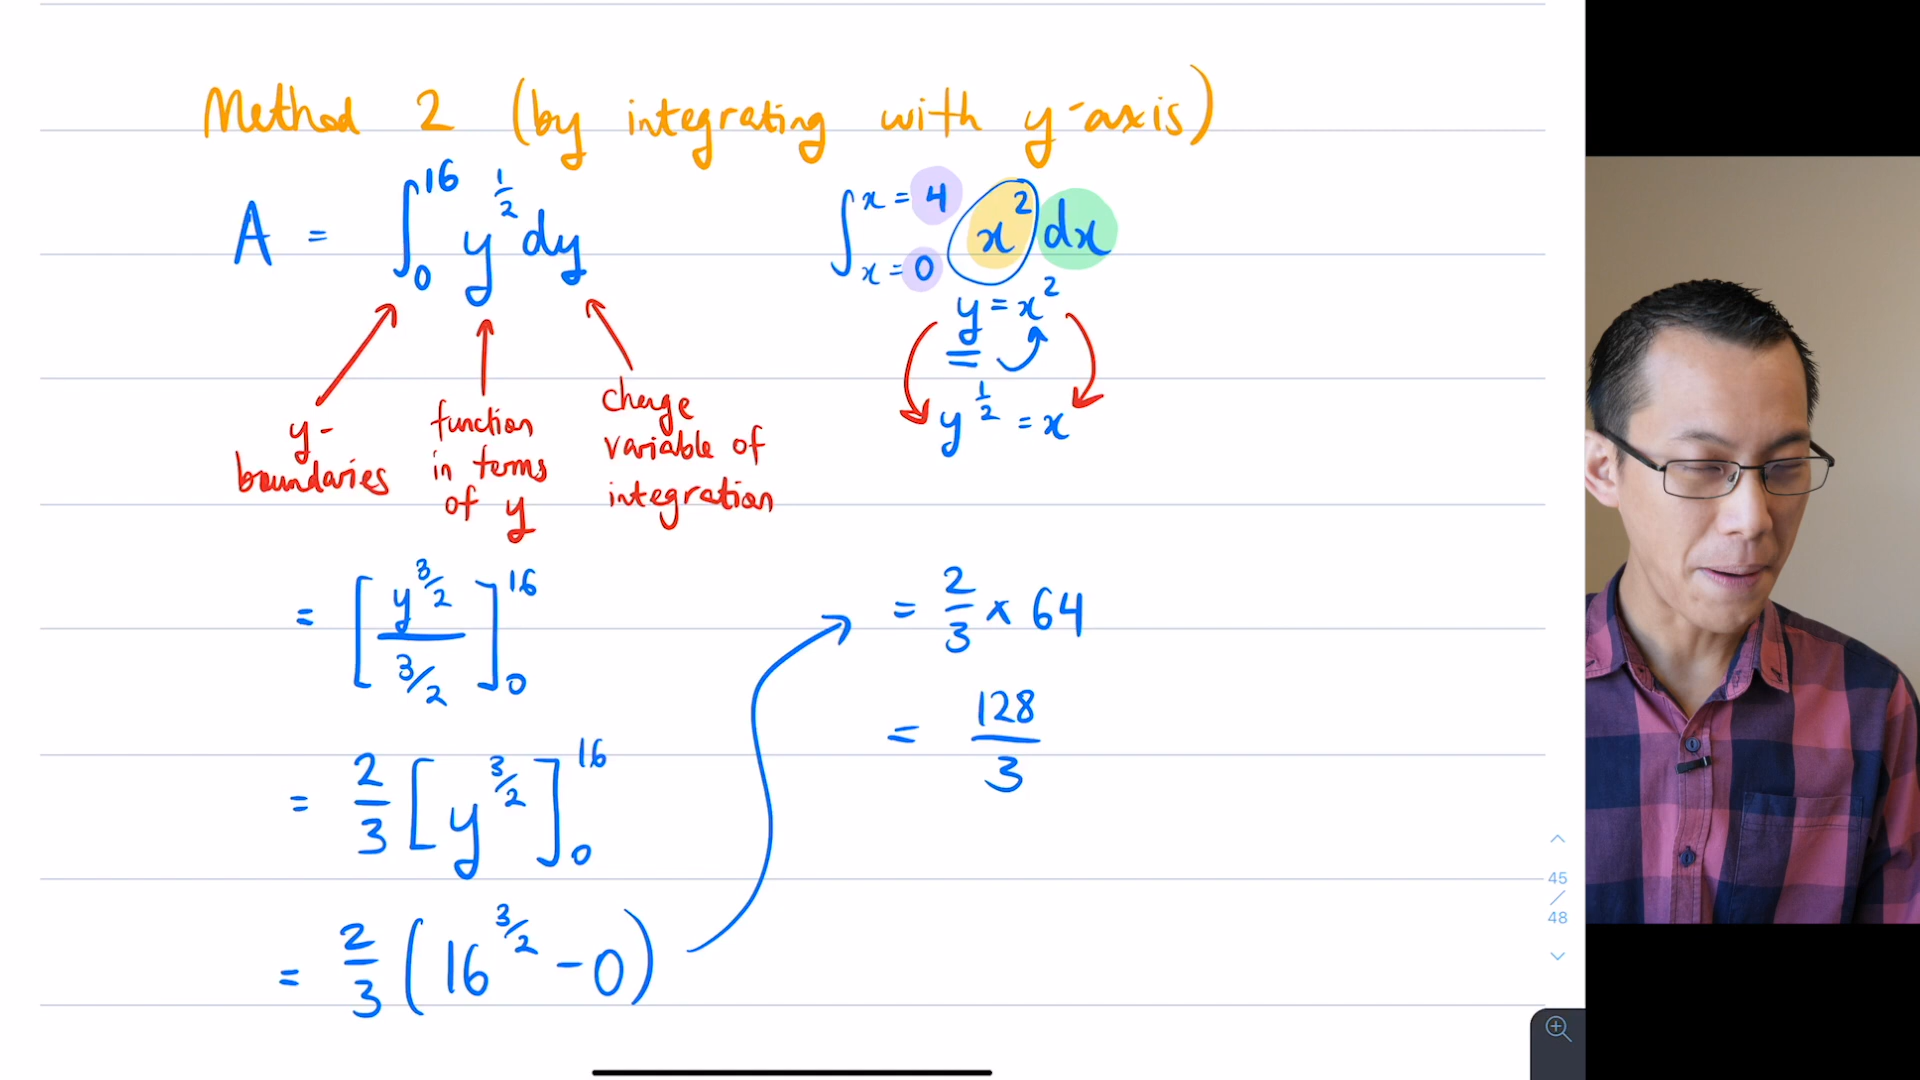 Method 2 (by integrating with y-axis)
A = ∫₀¹⁶ y^½ dy
∫_{x=0}^{x=4} x² dx
y = x²
y^½ = x
y-
boundaries
function
in terms
of y
change
variable of
integration
= [y^(3/2) / (3/2)]₀¹⁶
= 2/3 [y^(3/2)]₀¹⁶
= 2/3 (16^(3/2) - 0)
= 2/3 × 64
= 128/3
45
/
48